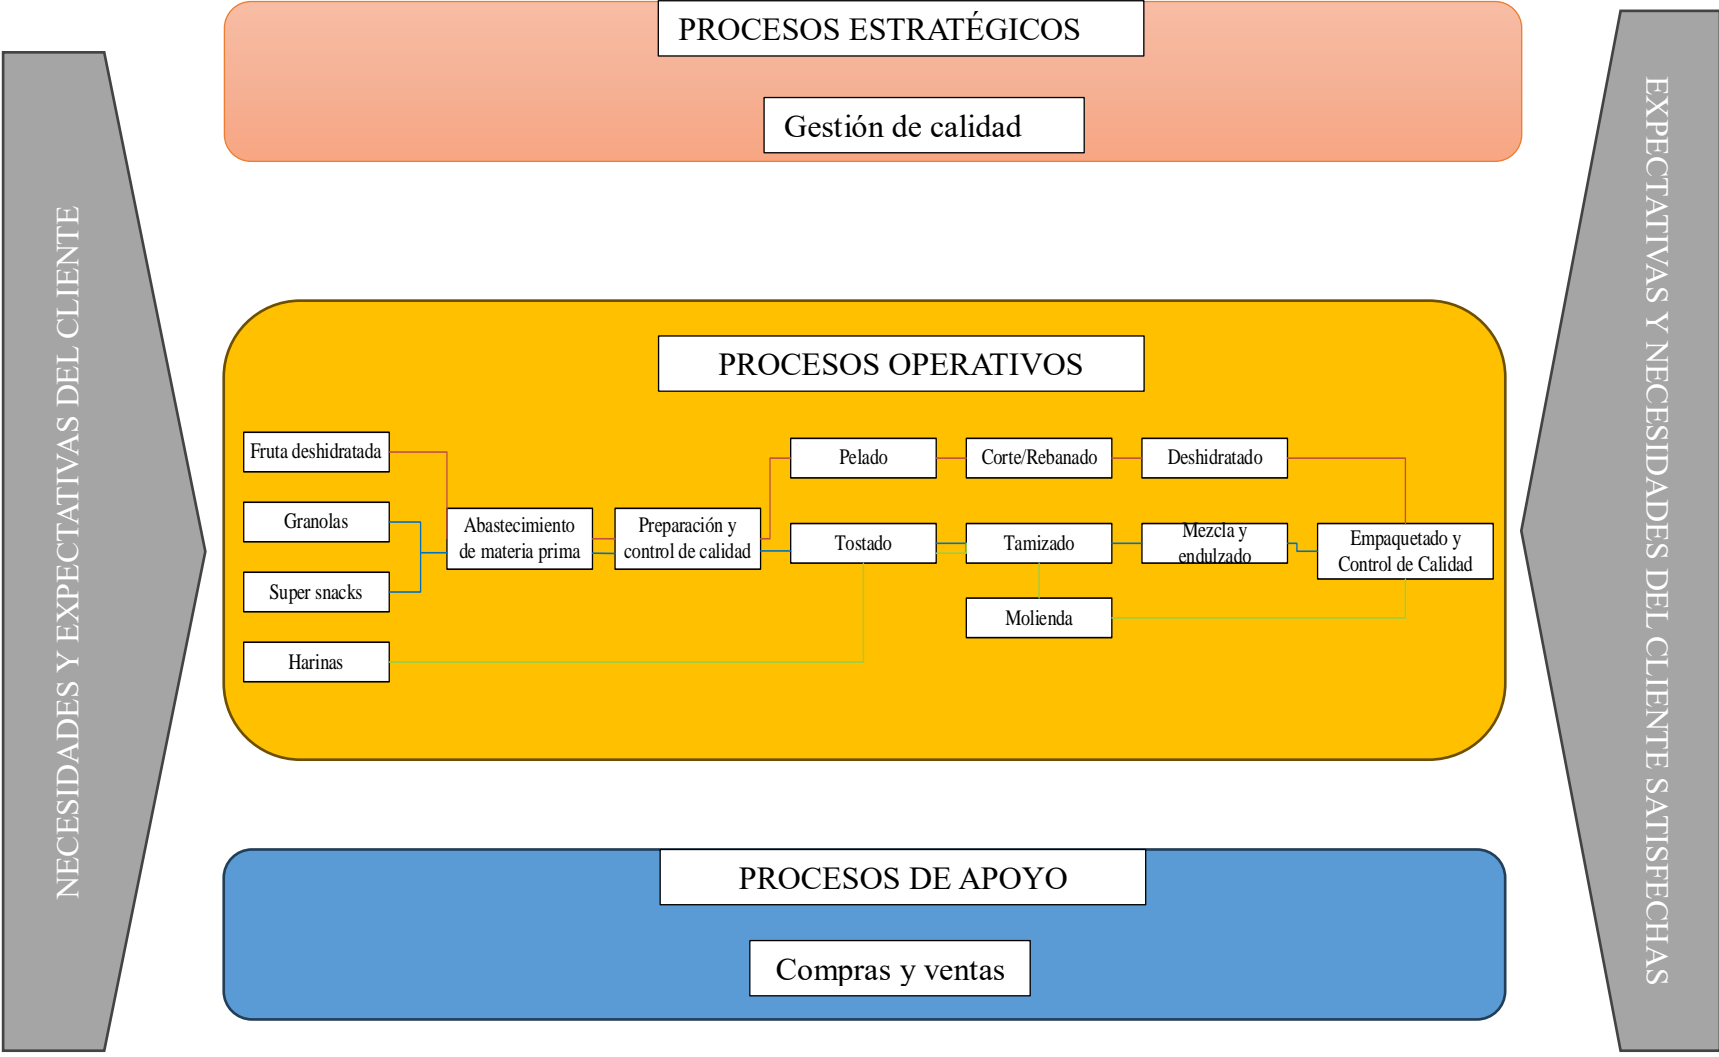 PROCESOS ESTRATÉGICOS
Gestión de calidad
NECESIDADES Y EXPECTATIVAS DEL CLIENTE
EXPECTATIVAS Y NECESIDADES DEL CLIENTE SATISFECHAS
PROCESOS OPERATIVOS
Fruta deshidratada
Granolas
Super snacks
Harinas
Abastecimiento
de materia prima
Preparación y
control de calidad
Pelado
Corte/Rebanado
Deshidratado
Tostado
Tamizado
Mezcla y
endulzado
Molienda
Empaquetado y
Control de Calidad
PROCESOS DE APOYO
Compras y ventas